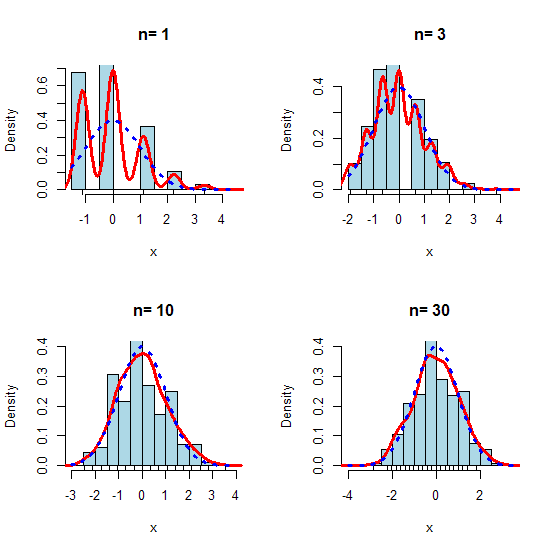 n= 1
Density
0.0 0.2 0.4 0.6
-1 0 1 2 3 4
x
n= 3
Density
0.0 0.2 0.4
-2 -1 0 1 2 3 4
x
n= 10
Density
0.0 0.1 0.2 0.3 0.4
-3 -2 -1 0 1 2 3 4
x
n= 30
Density
0.0 0.1 0.2 0.3 0.4
-4 -2 0 2
x